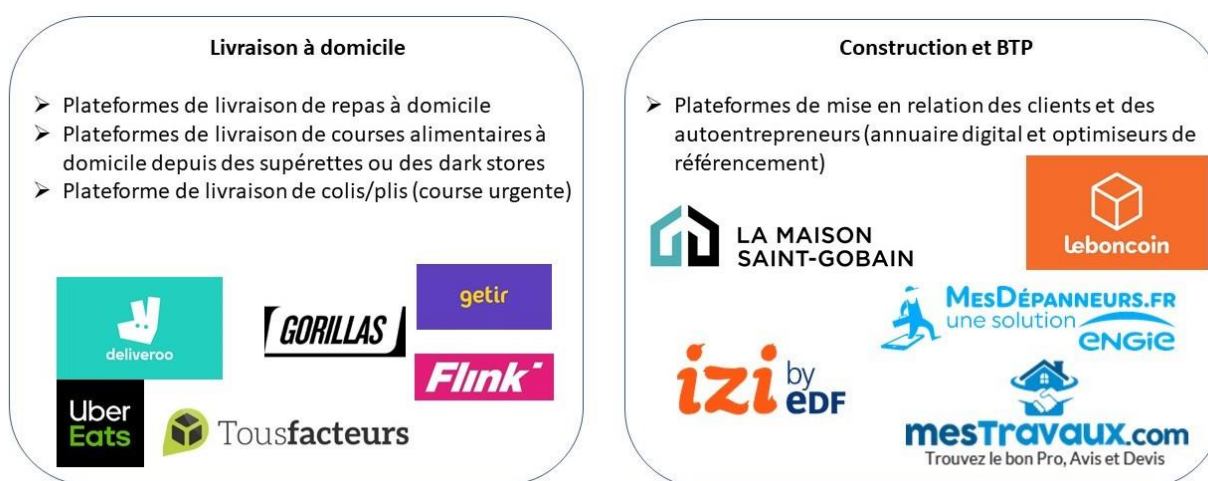 Livraison à domicile
➢ Plateformes de livraison de repas à domicile
➢ Plateformes de livraison de courses alimentaires à
domicile depuis des supérettes ou des dark stores
➢ Plateforme de livraison de colis/plis (course urgente)
deliveroo
GORILLAS
getir
Flink
Uber
Eats
Tousfacteurs
Construction et BTP
➢ Plateformes de mise en relation des clients et des
autoentrepreneurs (annuaire digital et optimiseurs de
référencement)
LA MAISON
SAINT-GOBAIN
leboncoin
MESDÉPANNEURS.FR
une solution
ENGIE
izi by
eDF
mesTravaux.com
Trouvez le bon Pro, Avis et Devis